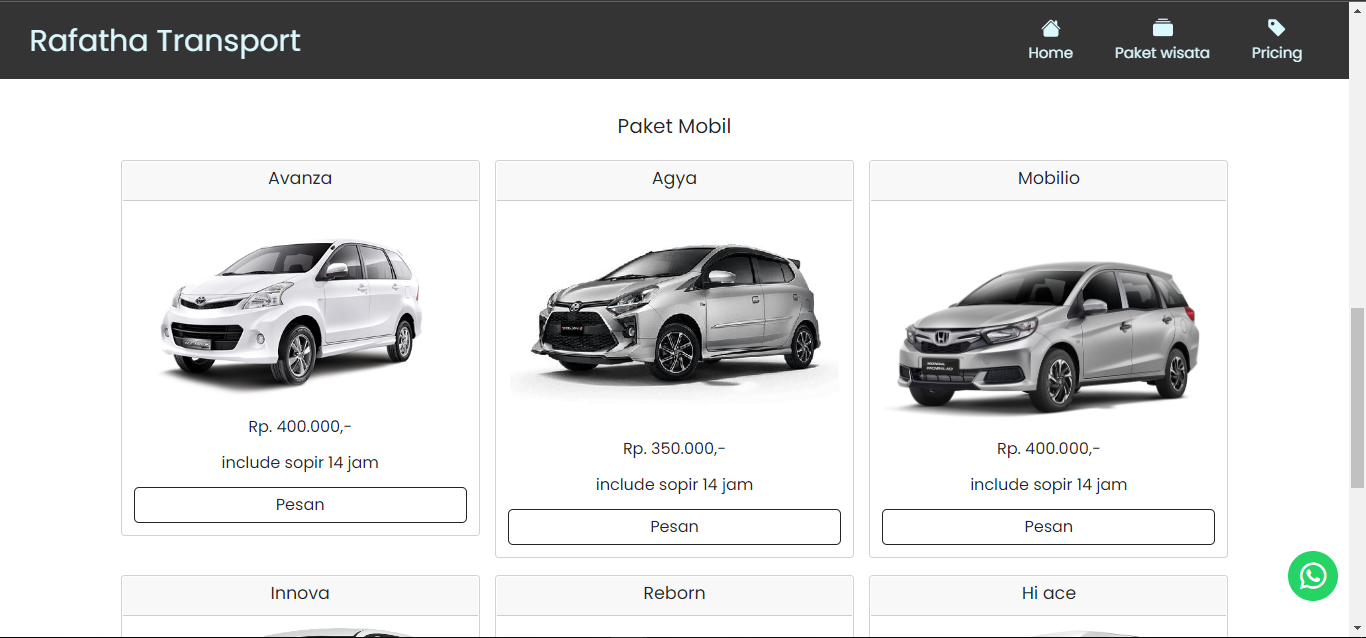 Rafatha Transport
Home
Paket wisata
Pricing
Paket Mobil
Avanza
Agya
Mobilio
Rp. 400.000,-
include sopir 14 jam
Pesan
Rp. 350.000,-
include sopir 14 jam
Pesan
Rp. 400.000,-
include sopir 14 jam
Pesan
Innova
Reborn
Hi ace